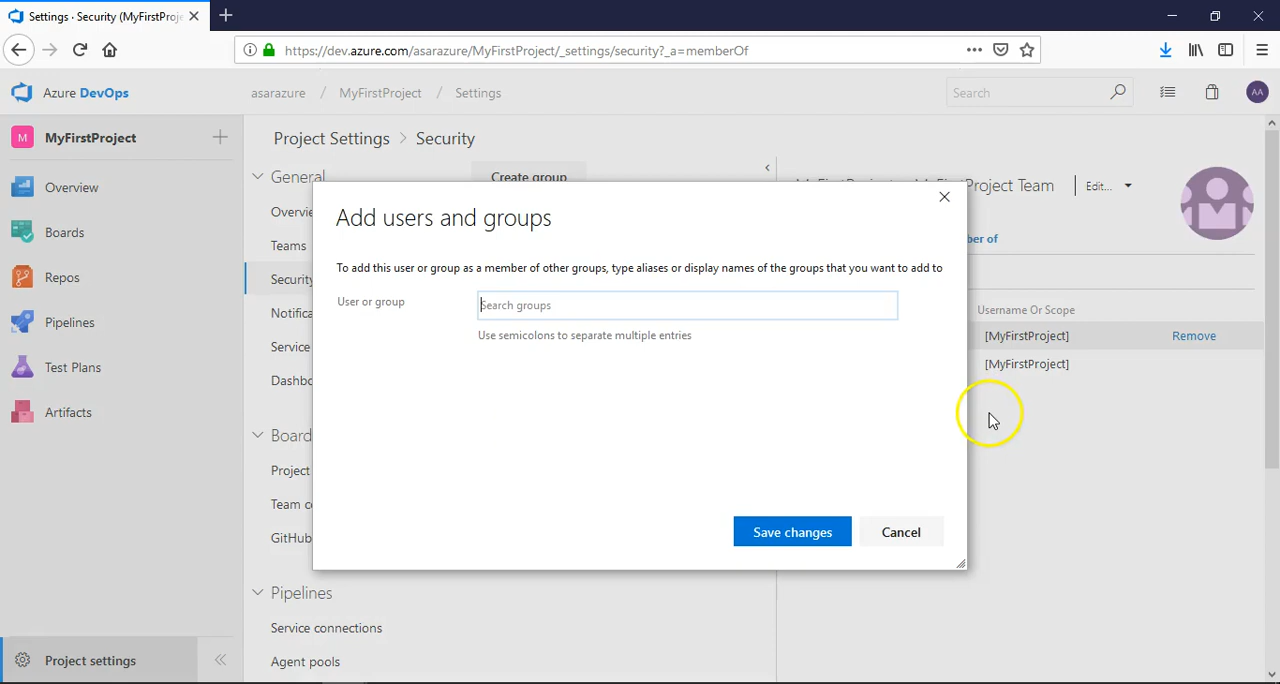 Settings · Security (MyFirstProje
https://dev.azure.com/asarazure/MyFirstProject/_settings/security?_a=memberOf
Azure DevOps
asarazure / MyFirstProject / Settings
Search
AA
M MyFirstProject
Project Settings > Security
Overview
Boards
Repos
Pipelines
Test Plans
Artifacts
Project settings
General
Create group
Overvie
Teams
Security
Notifica
Service
Dashbo
Board
Project
Team co
GitHub
Pipelines
Service connections
Agent pools
Project Team
Edit...
ber of
Username Or Scope
[MyFirstProject]
Remove
[MyFirstProject]
Add users and groups
To add this user or group as a member of other groups, type aliases or display names of the groups that you want to add to
User or group
Search groups
Use semicolons to separate multiple entries
Save changes
Cancel